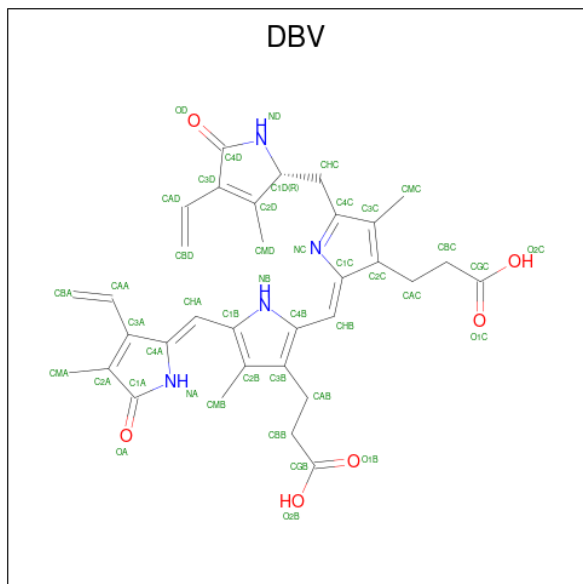 DBV
OD
ND
H
O
N
C4D
CHC
C3D
C1D(R)
CAD
C4C
C3C
CMC
C2D
CBD
CMD
NC
N
C1C
C2C
CBC
CGC
OH
O2C
CAC
O
O1C
NB
H
N
CBA
CAA
CHA
C1B
C4B
CHB
C3A
C4A
CMA
C2A
C1A
NH
NA
C2B
C3B
CMB
CAB
O
OA
CBB
CGB
O
O1B
HO
O2B